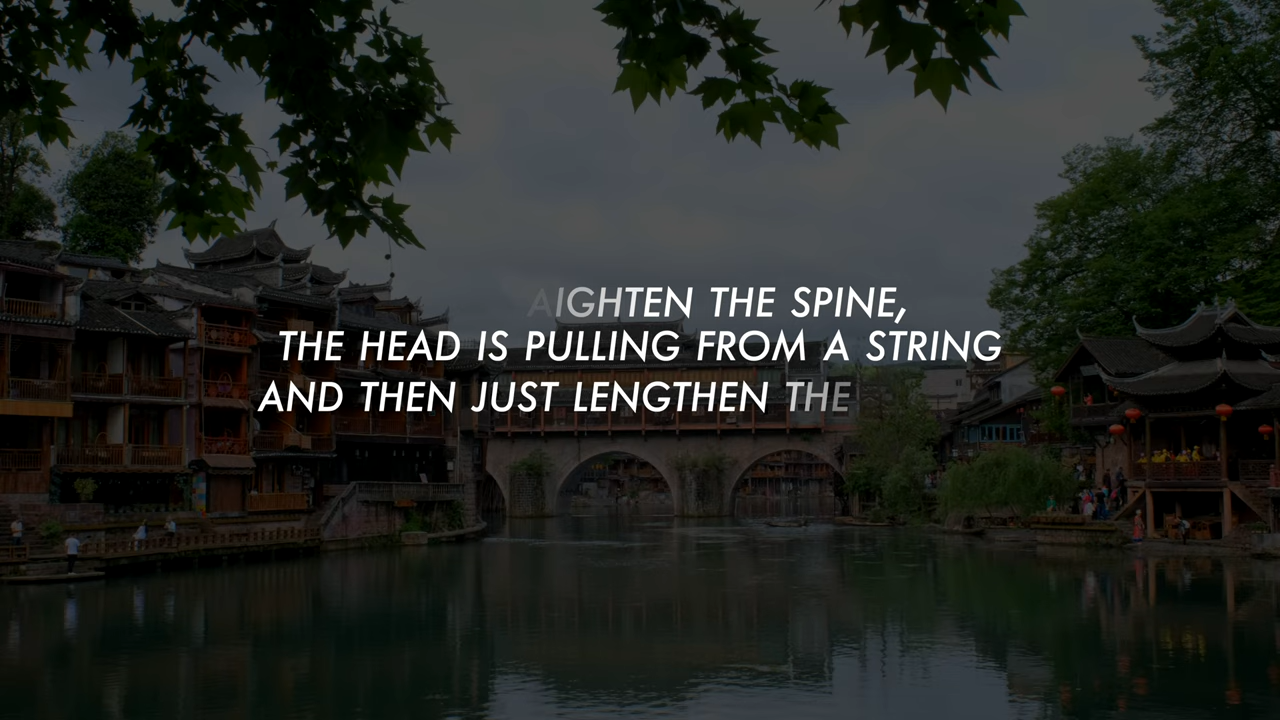 AIGHTEN THE SPINE,
THE HEAD IS PULLING FROM A STRING
AND THEN JUST LENGTHEN THE